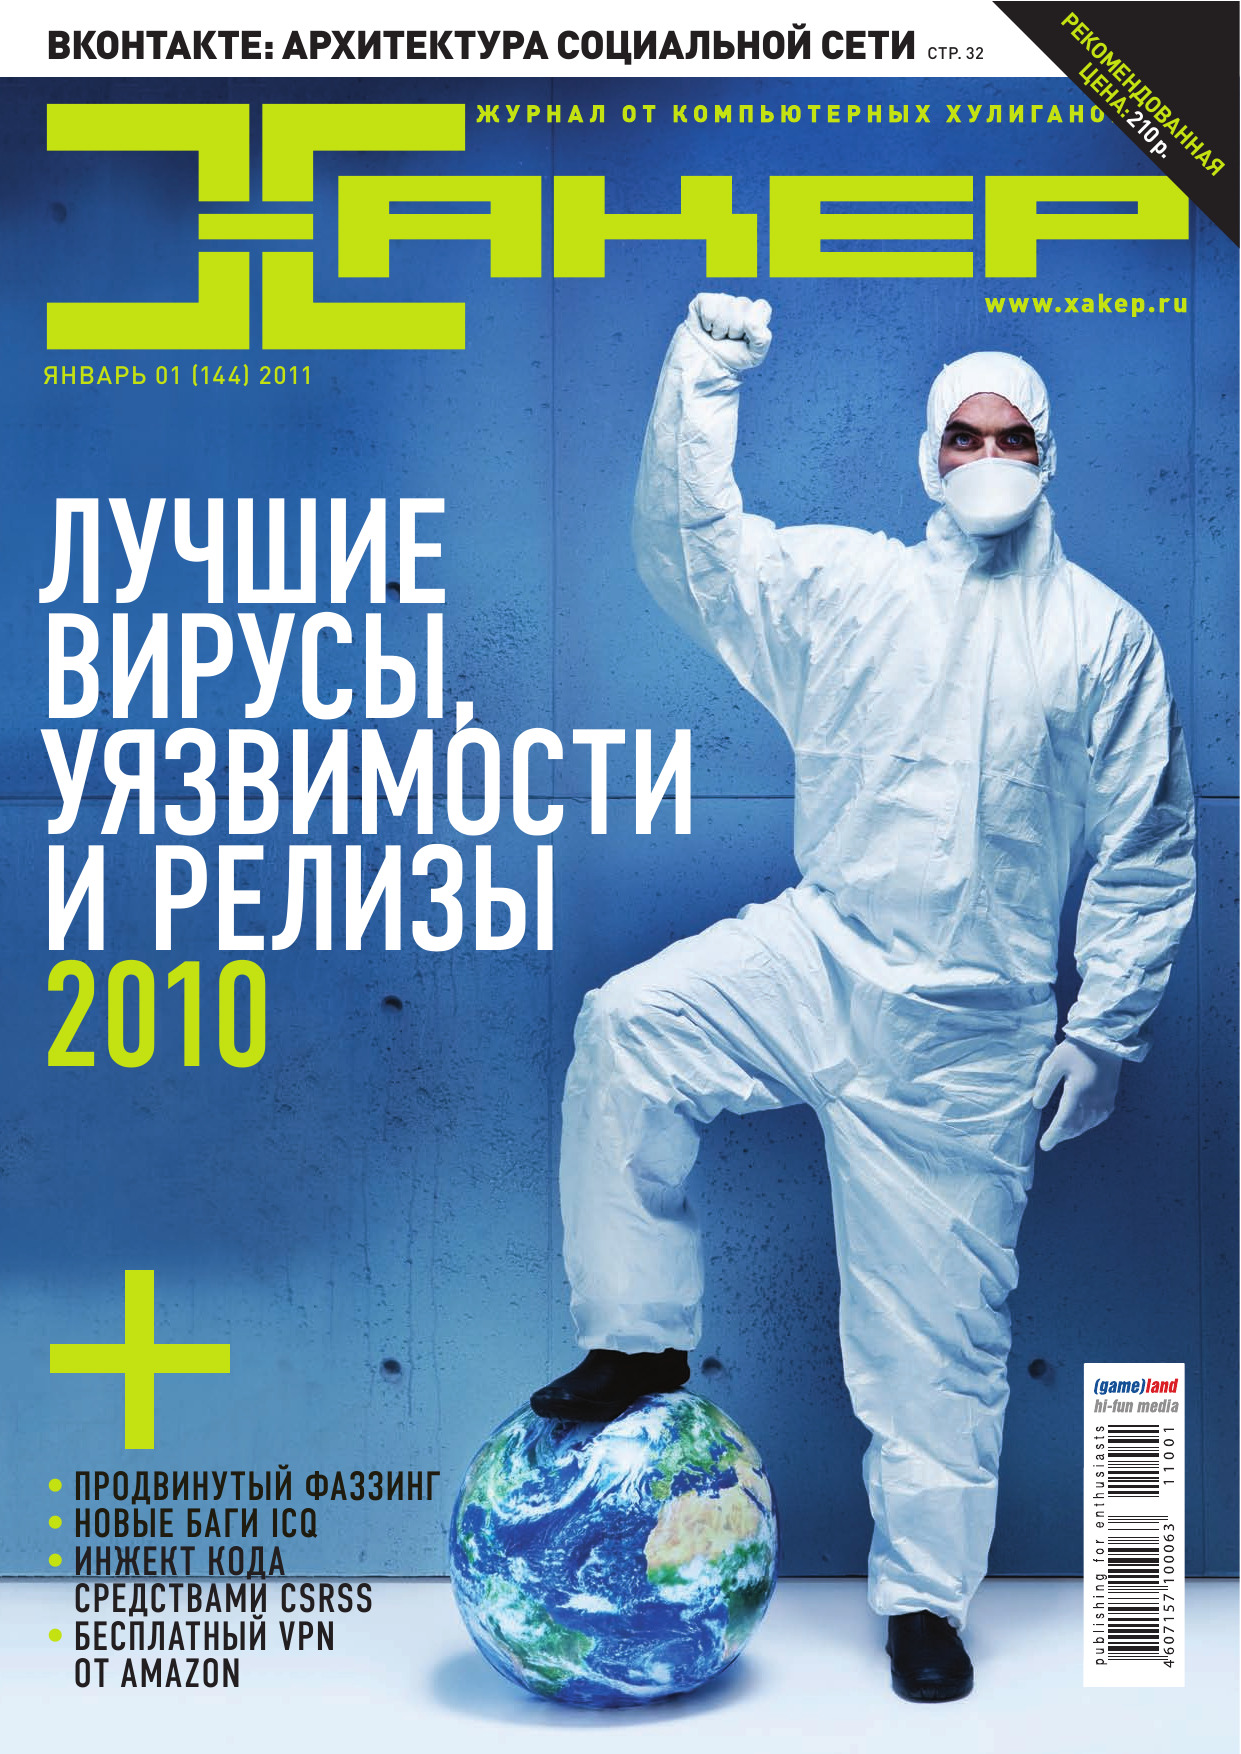 ВКОНТАКТЕ: АРХИТЕКТУРА СОЦИАЛЬНОЙ СЕТИ СТР. 32
РЕКОМЕНДОВАННАЯ
ЦЕНА: 210 р.
ЖУРНАЛ ОТ КОМПЬЮТЕРНЫХ ХУЛИГАНО
ХАКЕР
www.xakep.ru
ЯНВАРЬ 01 (144) 2011
ЛУЧШИЕ
ВИРУСЫ,
УЯЗВИМОСТИ
И РЕЛИЗЫ
2010
+
• ПРОДВИНУТЫЙ ФАЗЗИНГ
• НОВЫЕ БАГИ ICQ
• ИНЖЕКТ КОДА
СРЕДСТВАМИ CSRSS
• БЕСПЛАТНЫЙ VPN
ОТ AMAZON
(game)land
hi-fun media
publishing for enthusiasts
4 607157 100063
11001